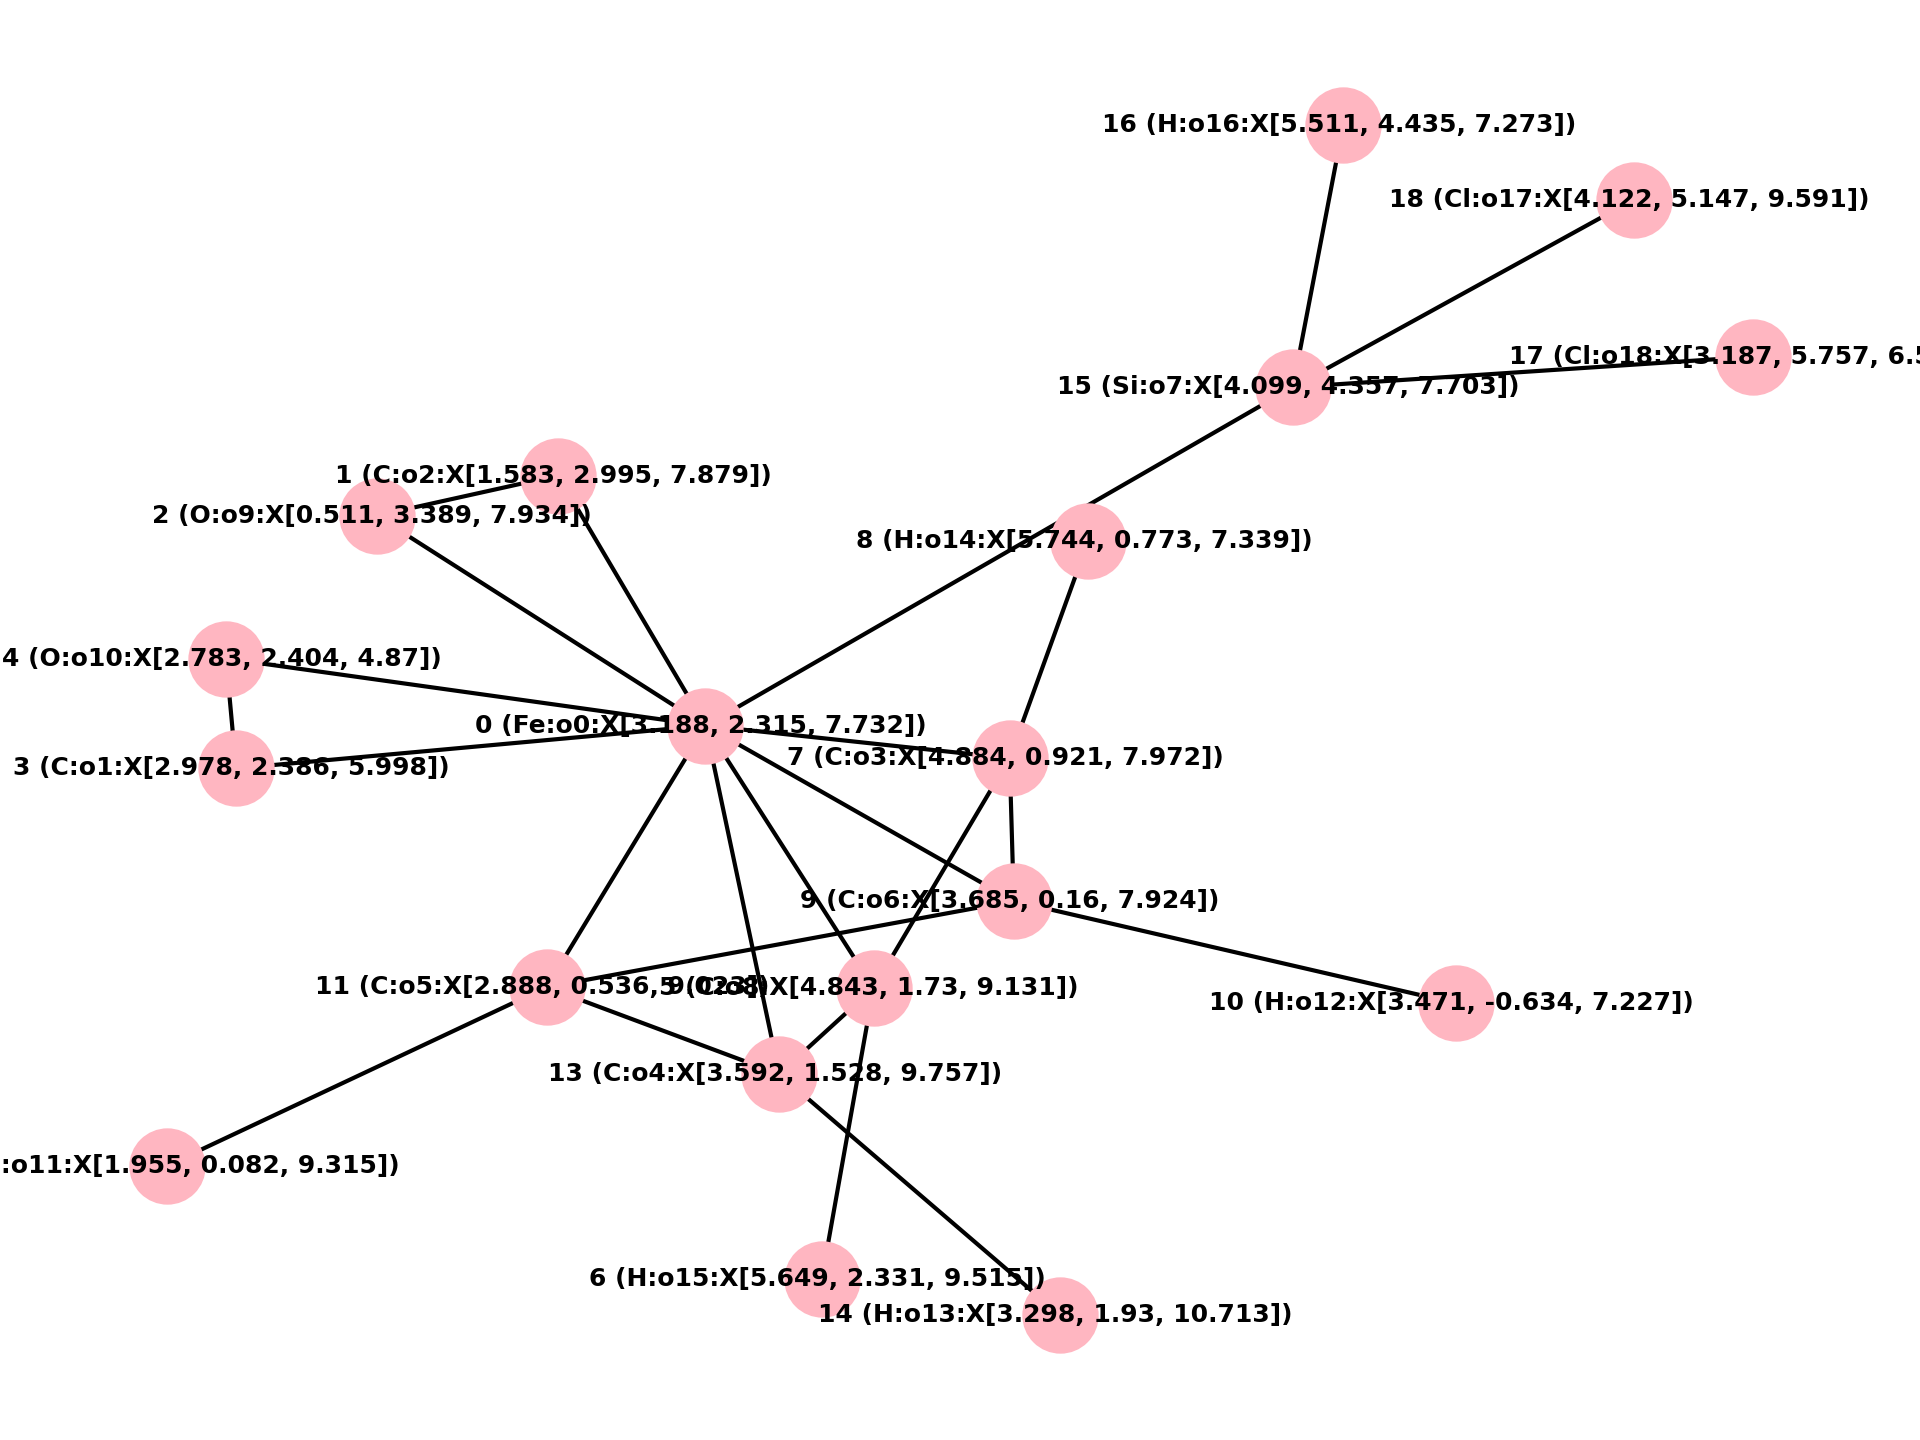 16 (H:o16:X[5.511, 4.435, 7.273])
18 (Cl:o17:X[4.122, 5.147, 9.591])
17 (Cl:o18:X[3.187, 5.757, 6.5
15 (Si:o7:X[4.099, 4.357, 7.703])
1 (C:o2:X[1.583, 2.995, 7.879])
2 (O:o9:X[0.511, 3.389, 7.934])
8 (H:o14:X[5.744, 0.773, 7.339])
4 (O:o10:X[2.783, 2.404, 4.87])
0 (Fe:o0:X[3.188, 2.315, 7.732])
7 (C:o3:X[4.884, 0.921, 7.972])
3 (C:o1:X[2.978, 2.386, 5.998])
9 (C:o6:X[3.685, 0.16, 7.924])
11 (C:o5:X[2.888, 0.536, 9.023])
5 (C:o8:X[4.843, 1.73, 9.131])
10 (H:o12:X[3.471, -0.634, 7.227])
13 (C:o4:X[3.592, 1.528, 9.757])
:o11:X[1.955, 0.082, 9.315])
6 (H:o15:X[5.649, 2.331, 9.515])
14 (H:o13:X[3.298, 1.93, 10.713])